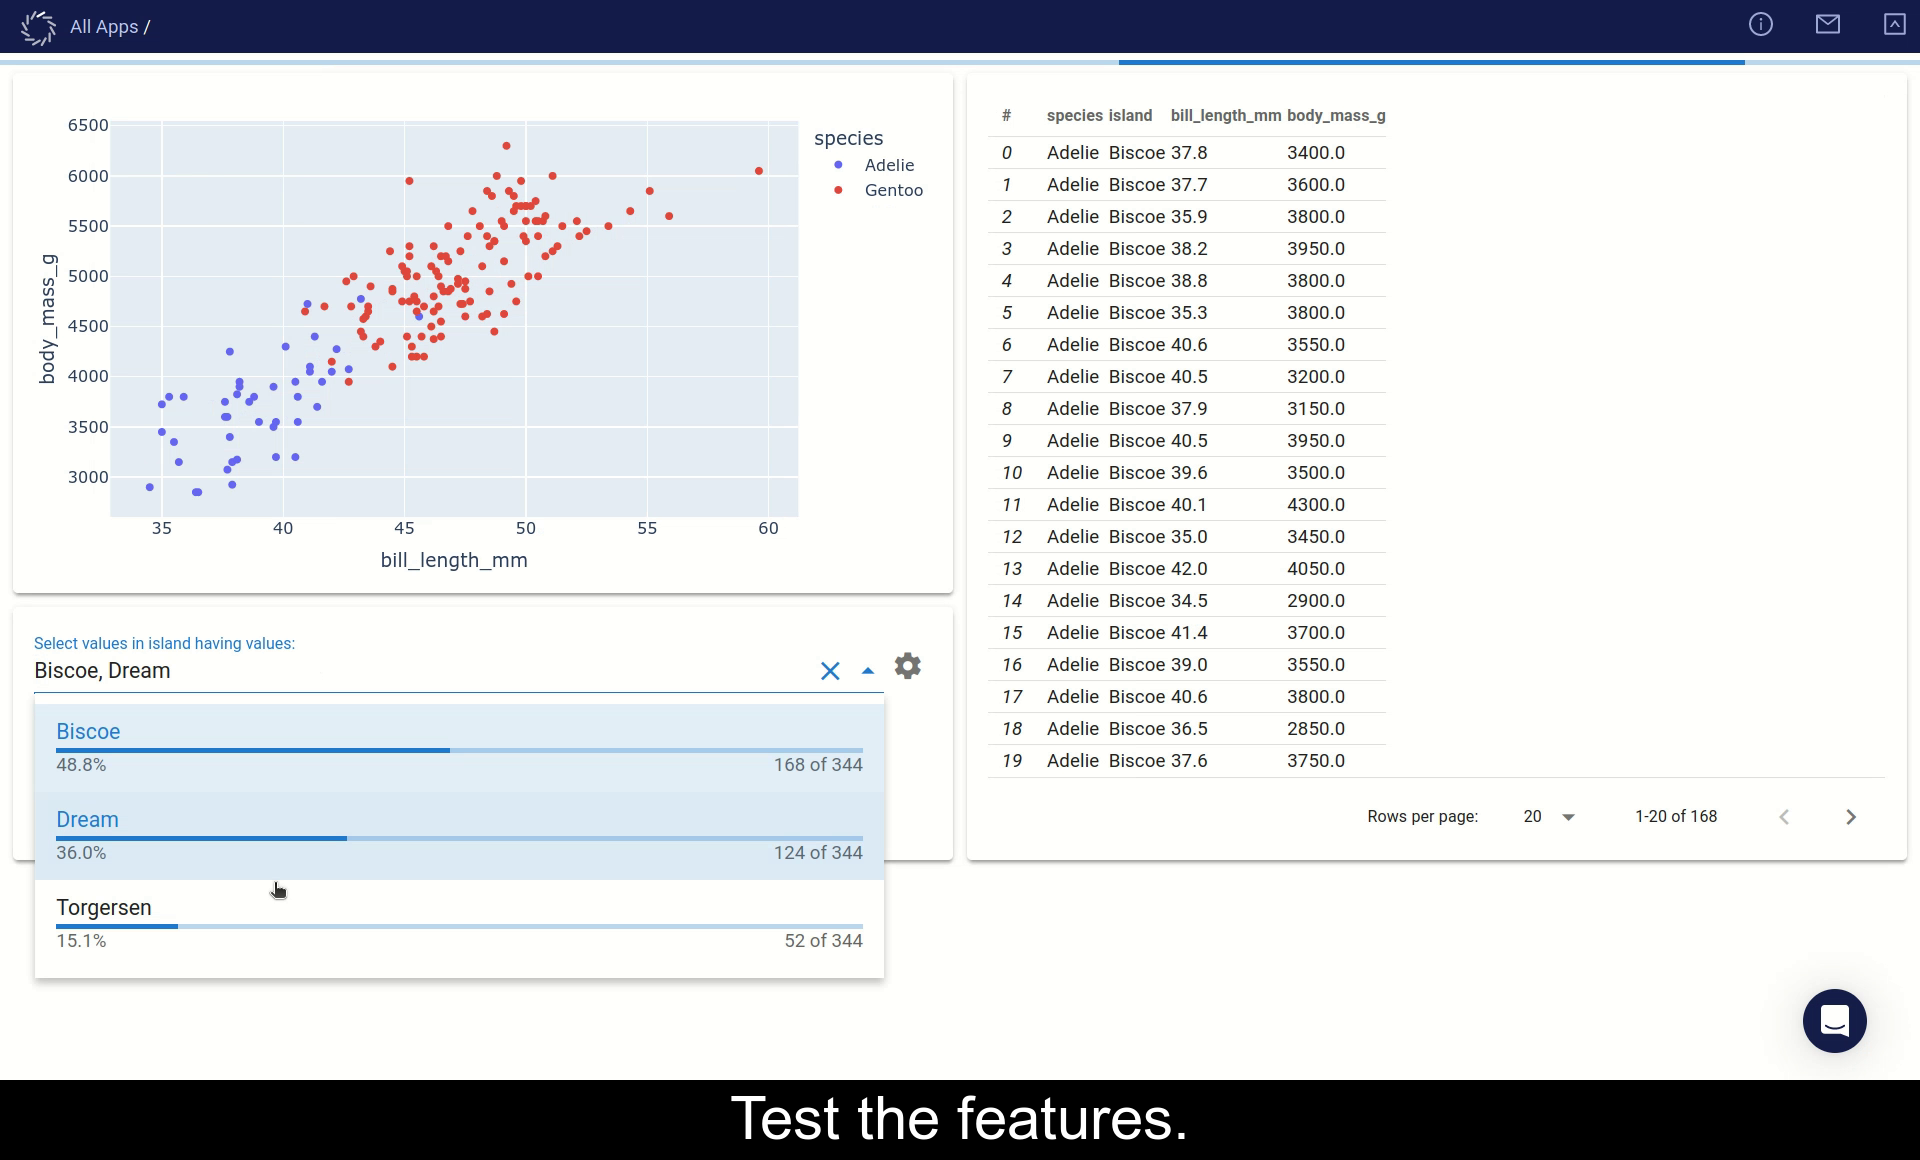 All Apps /
6500
6000
5500
5000
4500
4000
3500
3000
body_mass_g
35 40 45 50 55 60
bill_length_mm
species
Adelie
Gentoo
Select values in island having values:
Biscoe, Dream
Biscoe
48.8% 168 of 344
Dream
36.0% 124 of 344
Torgersen
15.1% 52 of 344
# species island bill_length_mm body_mass_g
0 Adelie Biscoe 37.8 3400.0
1 Adelie Biscoe 37.7 3600.0
2 Adelie Biscoe 35.9 3800.0
3 Adelie Biscoe 38.2 3950.0
4 Adelie Biscoe 38.8 3800.0
5 Adelie Biscoe 35.3 3800.0
6 Adelie Biscoe 40.6 3550.0
7 Adelie Biscoe 40.5 3200.0
8 Adelie Biscoe 37.9 3150.0
9 Adelie Biscoe 40.5 3950.0
10 Adelie Biscoe 39.6 3500.0
11 Adelie Biscoe 40.1 4300.0
12 Adelie Biscoe 35.0 3450.0
13 Adelie Biscoe 42.0 4050.0
14 Adelie Biscoe 34.5 2900.0
15 Adelie Biscoe 41.4 3700.0
16 Adelie Biscoe 39.0 3550.0
17 Adelie Biscoe 40.6 3800.0
18 Adelie Biscoe 36.5 2850.0
19 Adelie Biscoe 37.6 3750.0
Rows per page: 20 1-20 of 168
Test the features.